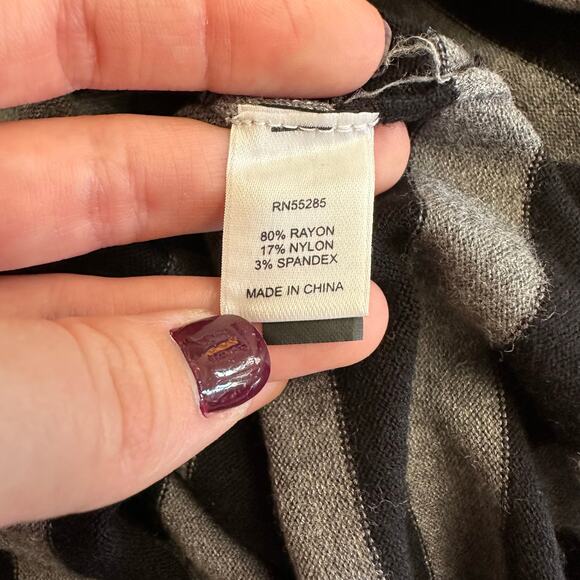 RN55285
80% RAYON
17% NYLON
3% SPANDEX
MADE IN CHINA